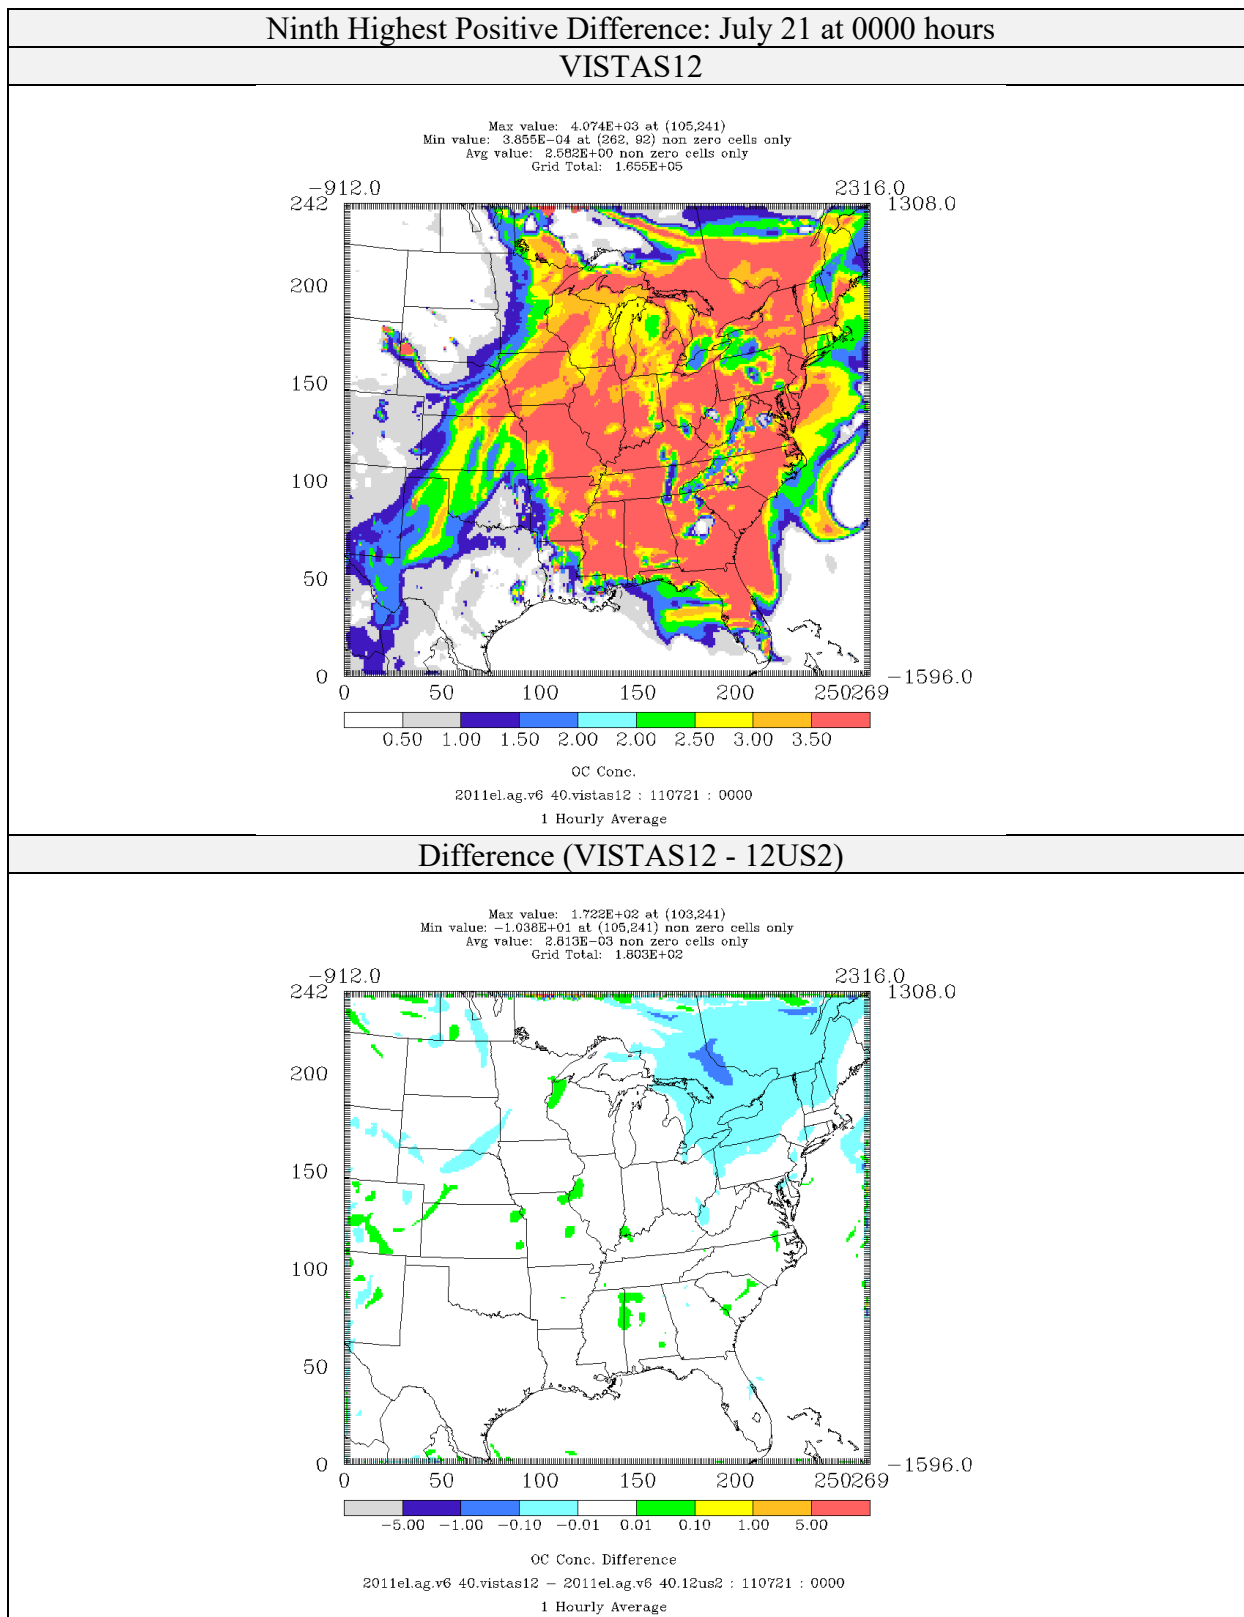 Ninth Highest Positive Difference: July 21 at 0000 hours
VISTAS12
Max value: 4.074E+03 at (105,241)
Min value: 3.855E-04 at (262, 92) non zero cells only
Avg value: 2.582E+00 non zero cells only
Grid Total: 1.655E+05
-912.0 2316.0
242 1308.0
200
150
100
50
0 -1596.0
0 50 100 150 200 250 269
0.50 1.00 1.50 2.00 2.00 2.50 3.00 3.50
OC Conc.
2011el.ag.v6 40.vistas12 : 110721 : 0000
1 Hourly Average
Difference (VISTAS12 - 12US2)
Max value: 1.722E+02 at (103,241)
Min value: -1.038E+01 at (105,241) non zero cells only
Avg value: 2.813E-03 non zero cells only
Grid Total: 1.803E+02
-912.0 2316.0
242 1308.0
200
150
100
50
0 -1596.0
0 50 100 150 200 250 269
-5.00 -1.00 -0.10 -0.01 0.01 0.10 1.00 5.00
OC Conc. Difference
2011el.ag.v6 40.vistas12 - 2011el.ag.v6 40.12us2 : 110721 : 0000
1 Hourly Average